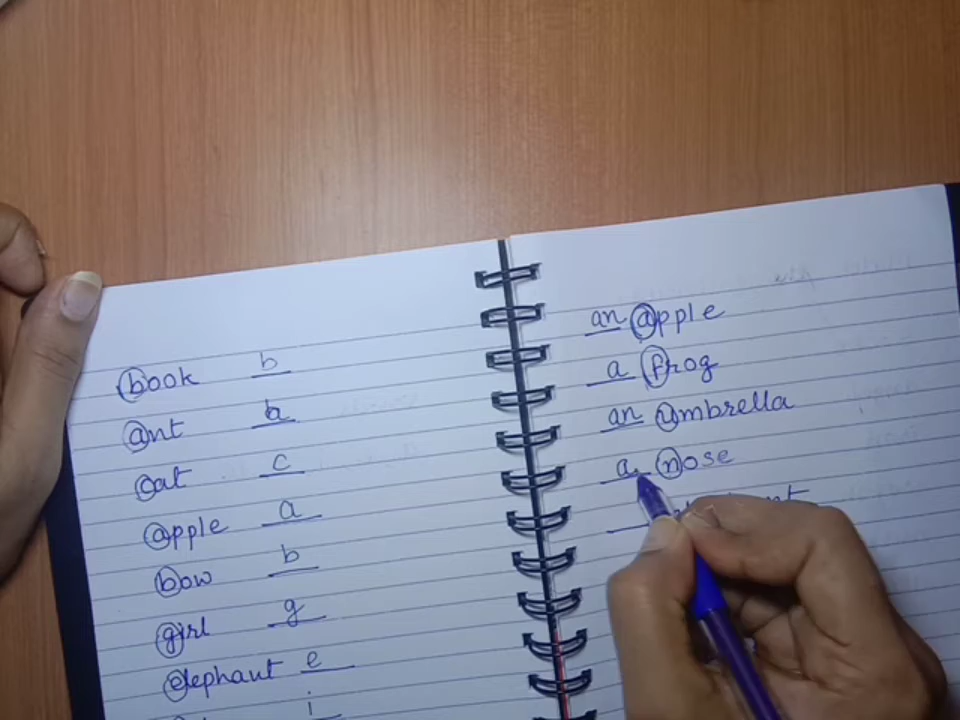 book b
ant a
cat c
apple a
bow b
girl g
elephant e
i
an apple
a frog
an umbrella
a nose